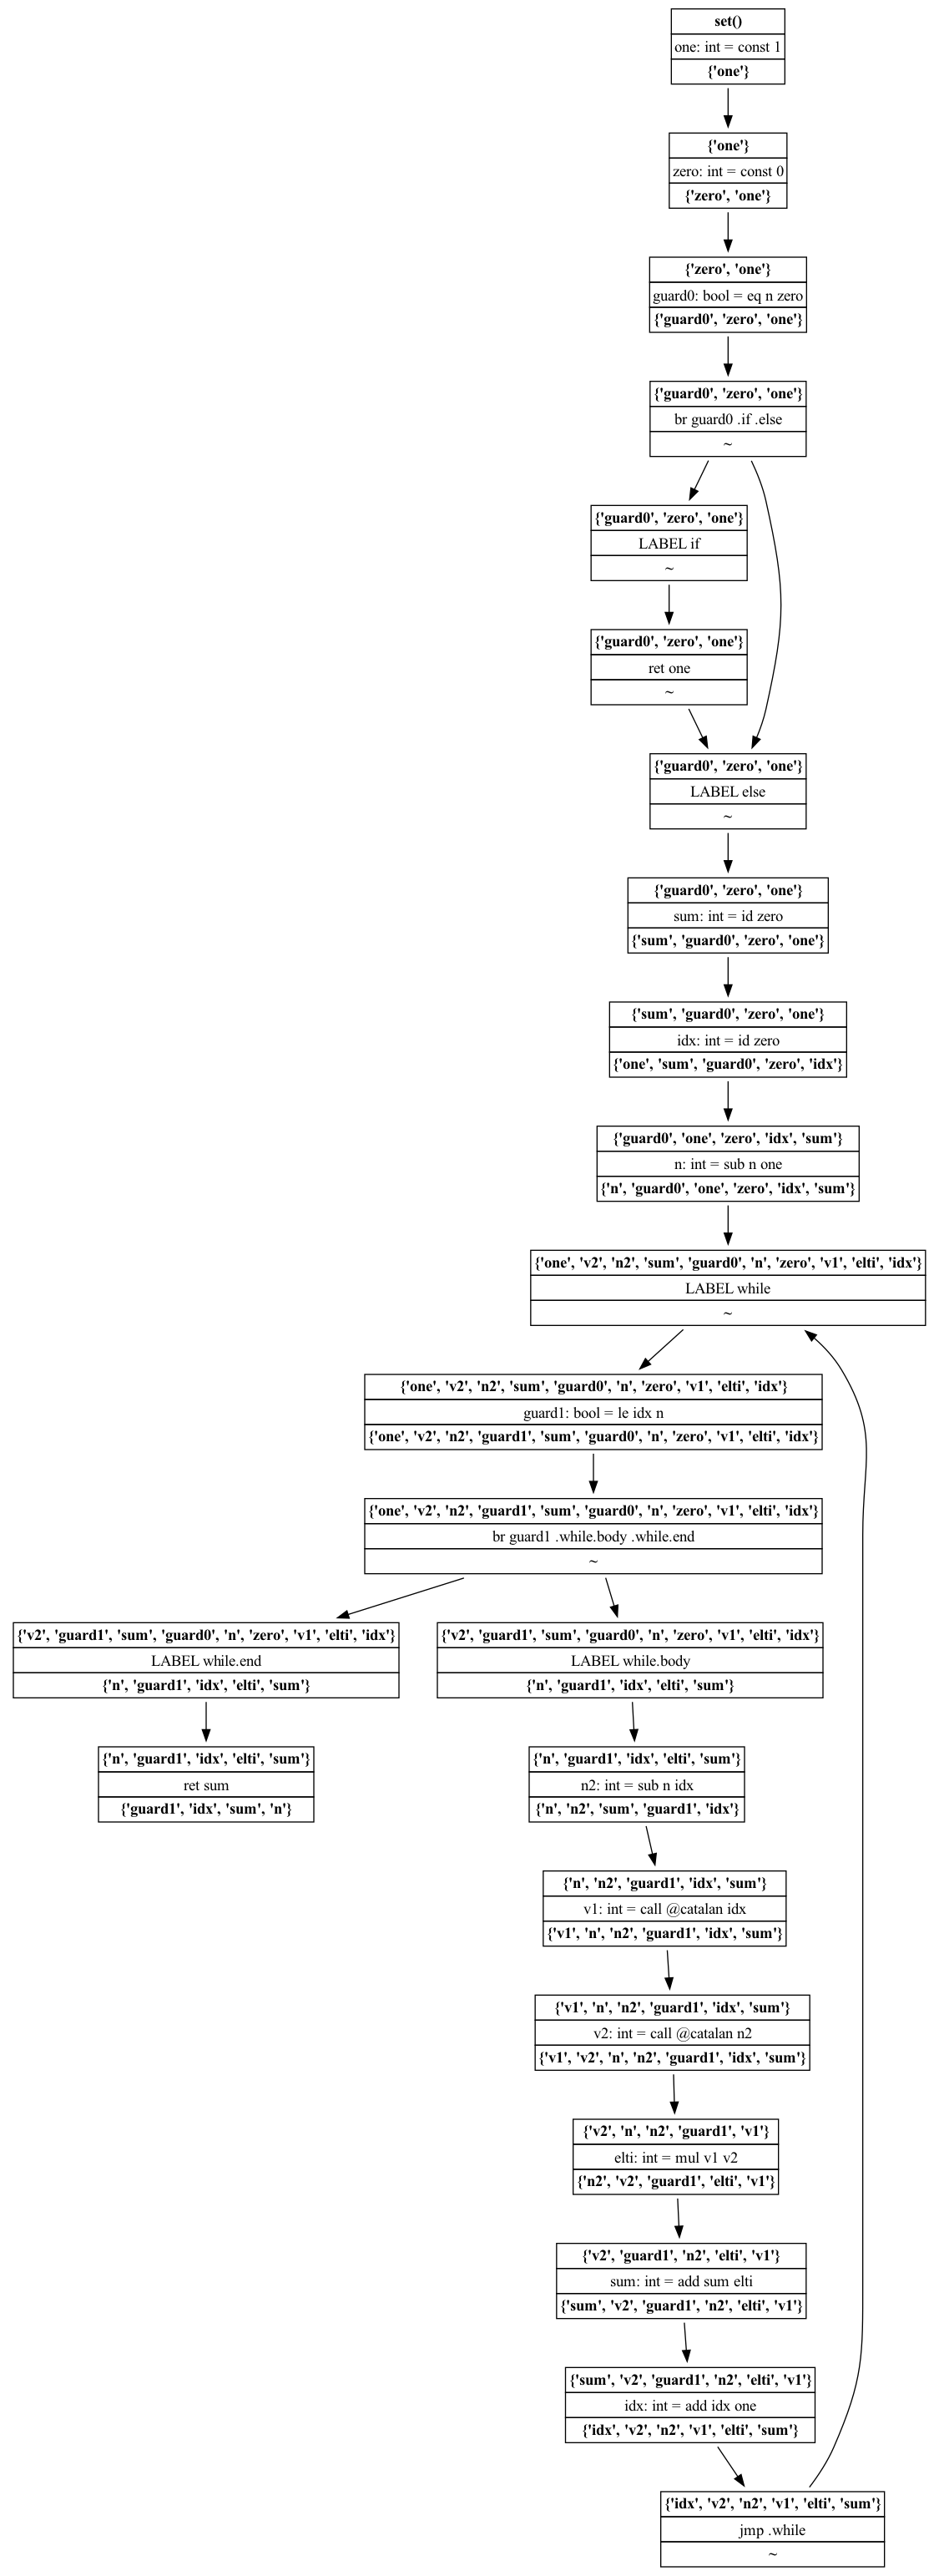 set()
one: int = const 1
{'one'}
{'one'}
zero: int = const 0
{'zero', 'one'}
{'zero', 'one'}
guard0: bool = eq n zero
{'guard0', 'zero', 'one'}
{'guard0', 'zero', 'one'}
br guard0 .if .else
~
{'guard0', 'zero', 'one'}
LABEL if
~
{'guard0', 'zero', 'one'}
ret one
~
{'guard0', 'zero', 'one'}
LABEL else
~
{'guard0', 'zero', 'one'}
sum: int = id zero
{'sum', 'guard0', 'zero', 'one'}
{'sum', 'guard0', 'zero', 'one'}
idx: int = id zero
{'one', 'sum', 'guard0', 'zero', 'idx'}
{'guard0', 'one', 'zero', 'idx', 'sum'}
n: int = sub n one
{'n', 'guard0', 'one', 'zero', 'idx', 'sum'}
{'one', 'v2', 'n2', 'sum', 'guard0', 'n', 'zero', 'v1', 'elti', 'idx'}
LABEL while
~
{'one', 'v2', 'n2', 'sum', 'guard0', 'n', 'zero', 'v1', 'elti', 'idx'}
guard1: bool = le idx n
{'one', 'v2', 'n2', 'guard1', 'sum', 'guard0', 'n', 'zero', 'v1', 'elti', 'idx'}
{'one', 'v2', 'n2', 'guard1', 'sum', 'guard0', 'n', 'zero', 'v1', 'elti', 'idx'}
br guard1 .while.body .while.end
~
{'v2', 'guard1', 'sum', 'guard0', 'n', 'zero', 'v1', 'elti', 'idx'}
LABEL while.end
{'n', 'guard1', 'idx', 'elti', 'sum'}
{'v2', 'guard1', 'sum', 'guard0', 'n', 'zero', 'v1', 'elti', 'idx'}
LABEL while.body
{'n', 'guard1', 'idx', 'elti', 'sum'}
{'n', 'guard1', 'idx', 'elti', 'sum'}
ret sum
{'guard1', 'idx', 'sum', 'n'}
{'n', 'guard1', 'idx', 'elti', 'sum'}
n2: int = sub n idx
{'n', 'n2', 'sum', 'guard1', 'idx'}
{'n', 'n2', 'guard1', 'idx', 'sum'}
v1: int = call @catalan idx
{'v1', 'n', 'n2', 'guard1', 'idx', 'sum'}
{'v1', 'n', 'n2', 'guard1', 'idx', 'sum'}
v2: int = call @catalan n2
{'v1', 'v2', 'n', 'n2', 'guard1', 'idx', 'sum'}
{'v2', 'n', 'n2', 'guard1', 'v1'}
elti: int = mul v1 v2
{'n2', 'v2', 'guard1', 'elti', 'v1'}
{'v2', 'guard1', 'n2', 'elti', 'v1'}
sum: int = add sum elti
{'sum', 'v2', 'guard1', 'n2', 'elti', 'v1'}
{'sum', 'v2', 'guard1', 'n2', 'elti', 'v1'}
idx: int = add idx one
{'idx', 'v2', 'n2', 'v1', 'elti', 'sum'}
{'idx', 'v2', 'n2', 'v1', 'elti', 'sum'}
jmp .while
~